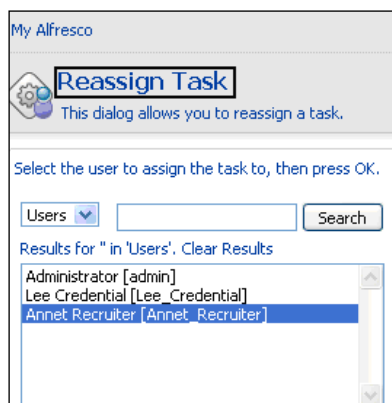 My Alfresco
Reassign Task
This dialog allows you to reassign a task.
Select the user to assign the task to, then press OK.
Users Search
Results for '' in 'Users'. Clear Results
Administrator [admin]
Lee Credential [Lee_Credential]
Annet Recruiter [Annet_Recruiter]